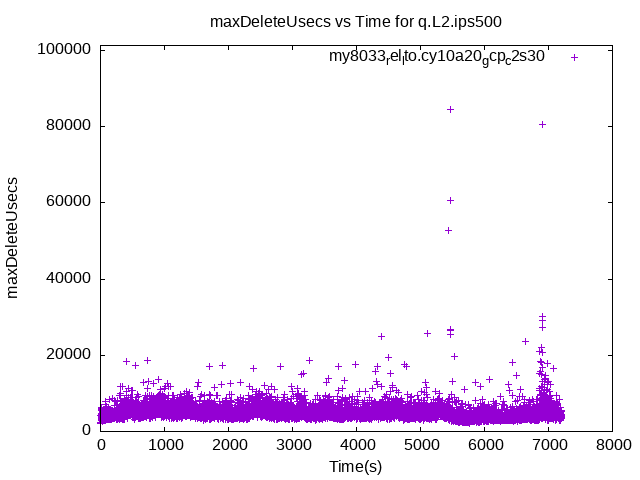 maxDeleteUsecs vs Time for q.L2.ips500
my8033relto.cy10a20gcpc2s30
100000
80000
60000
40000
20000
0
maxDeleteUsecs
0 1000 2000 3000 4000 5000 6000 7000 8000
Time(s)